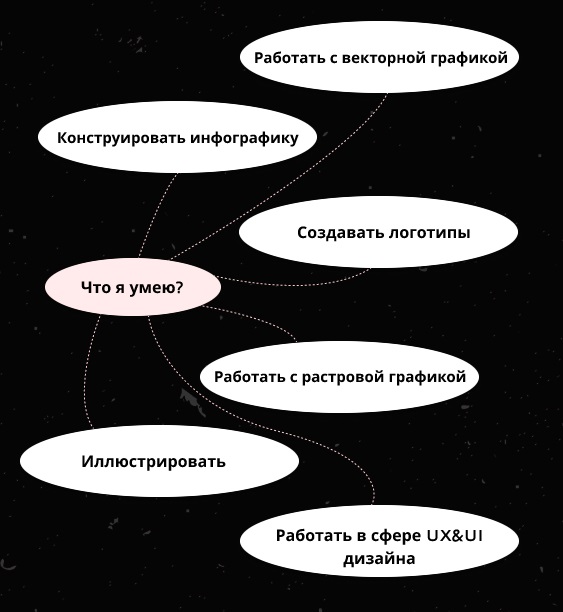 Работать с векторной графикой
Конструировать инфографику
Создавать логотипы
Что я умею?
Работать с растровой графикой
Иллюстрировать
Работать в сфере UX&UI
дизайна